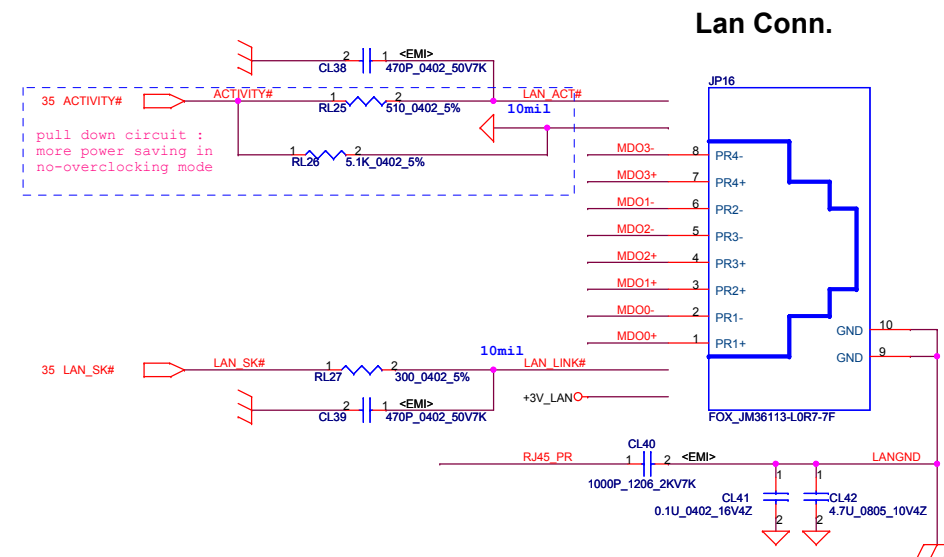 Lan Conn.
2 1 <EMI>
CL38 470P_0402_50V7K
JP16
35 ACTIVITY# ACTIVITY# 1 2 LAN_ACT#
RL25 510_0402_5% 10mil
pull down circuit :
more power saving in
no-overclocking mode
1 2
RL26 5.1K_0402_5%
MDO3- 8 PR4-
MDO3+ 7 PR4+
MDO1- 6 PR2-
MDO2- 5 PR3-
MDO2+ 4 PR3+
MDO1+ 3 PR2+
MDO0- 2 PR1-
GND 10
MDO0+ 1 PR1+
GND 9
10mil
35 LAN_SK# LAN_SK# 1 2 LAN_LINK#
RL27 300_0402_5%
+3V_LAN
2 1 <EMI>
CL39 470P_0402_50V7K
FOX_JM36113-L0R7-7F
CL40
RJ45_PR 1 2 <EMI> LANGND
1000P_1206_2KV7K
1 1
CL41 CL42
0.1U_0402_16V4Z 4.7U_0805_10V4Z
2 2